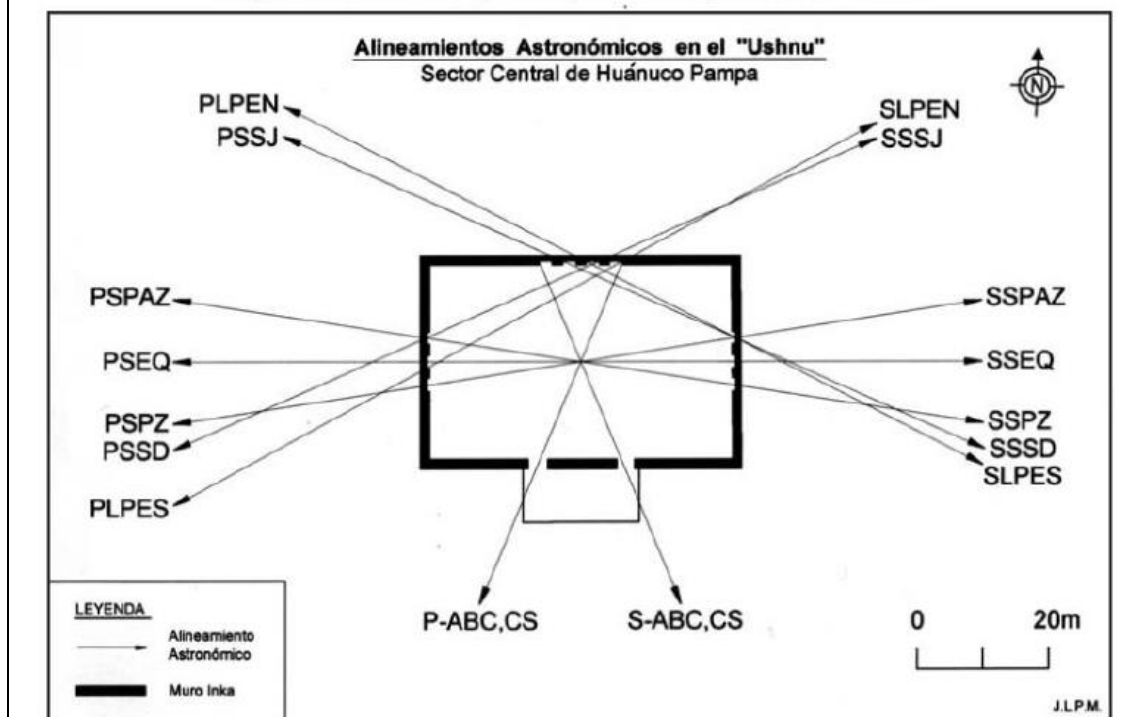 Alineamientos Astronómicos en el "Ushnu"
Sector Central de Huánuco Pampa
N
PLPEN
PSSJ
SLPEN
SSSJ
PSPAZ
SSPAZ
PSEQ
SSEQ
PSPZ
PSSD
SSPZ
SSSD
SLPES
PLPES
P-ABC,CS
S-ABC,CS
LEYENDA
Alineamiento
Astronómico
Muro Inka
0 20m
J.L.P.M.